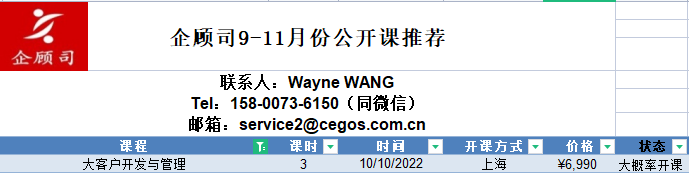 企顾司
企顾司9-11月份公开课推荐
联系人：Wayne WANG
Tel：158-0073-6150（同微信）
邮箱：service2@cegos.com.cn
课程 课时 时间 开课方式 价格 状态
大客户开发与管理 3 10/10/2022 上海 ¥6,990 大概率开课